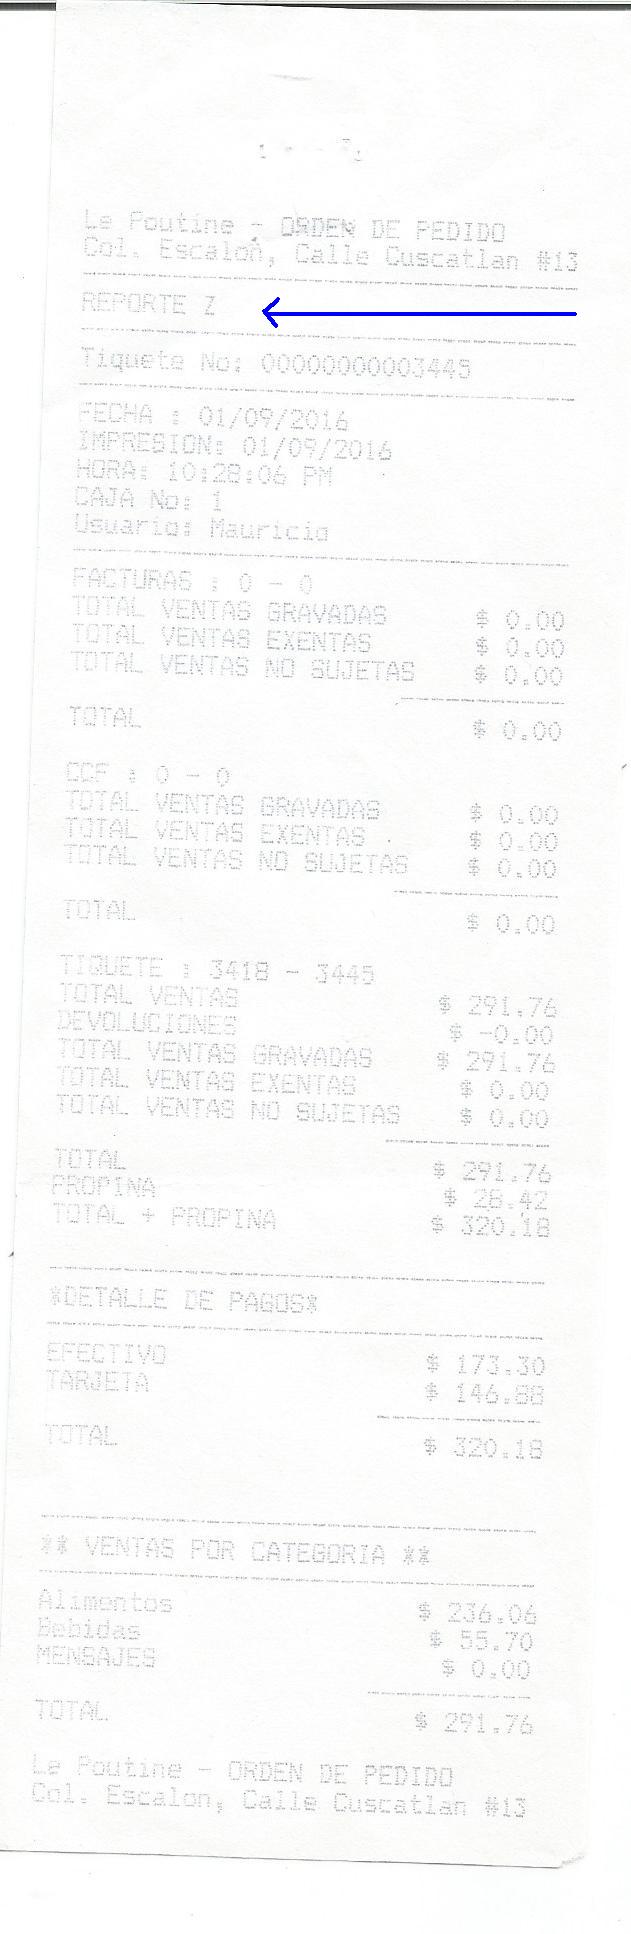 Le Poutine - ORDEN DE PEDIDO
Col. Escalon, Calle Cuscatlan #13
REPORTE Z
Tiquete No: 00000000003445
FECHA : 01/09/2016
IMPRESION: 01/09/2016
HORA: 10:28:06 PM
CAJA No: 1
Usuario: Mauricio
FACTURAS : 0 - 0
TOTAL VENTAS GRAVADAS $ 0.00
TOTAL VENTAS EXENTAS $ 0.00
TOTAL VENTAS NO SUJETAS $ 0.00
TOTAL $ 0.00
CCF : 0 - 0
TOTAL VENTAS GRAVADAS $ 0.00
TOTAL VENTAS EXENTAS $ 0.00
TOTAL VENTAS NO SUJETAS $ 0.00
TOTAL $ 0.00
TIQUETE : 3418 - 3445
TOTAL VENTAS $ 291.76
DEVOLUCIONES $ -0.00
TOTAL VENTAS GRAVADAS $ 291.76
TOTAL VENTAS EXENTAS $ 0.00
TOTAL VENTAS NO SUJETAS $ 0.00
TOTAL $ 291.76
PROPINA $ 28.42
TOTAL + PROPINA $ 320.18
*DETALLE DE PAGOS*
EFECTIVO $ 173.30
TARJETA $ 146.88
TOTAL $ 320.18
** VENTAS POR CATEGORIA **
Alimentos $ 236.06
Bebidas $ 55.70
MENSAJES $ 0.00
TOTAL $ 291.76
Le Poutine - ORDEN DE PEDIDO
Col. Escalon, Calle Cuscatlan #13